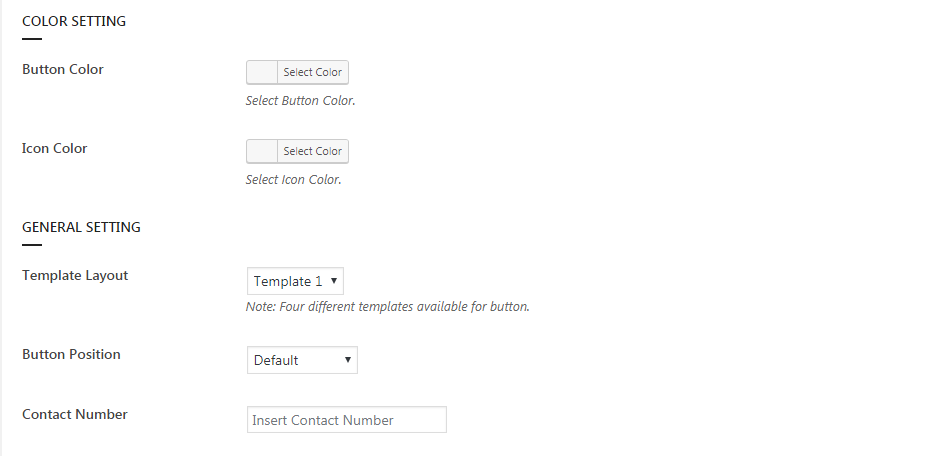 COLOR SETTING
Button Color
Select Color
Select Button Color.
Icon Color
Select Color
Select Icon Color.
GENERAL SETTING
Template Layout
Template 1
Note: Four different templates available for button.
Button Position
Default
Contact Number
Insert Contact Number